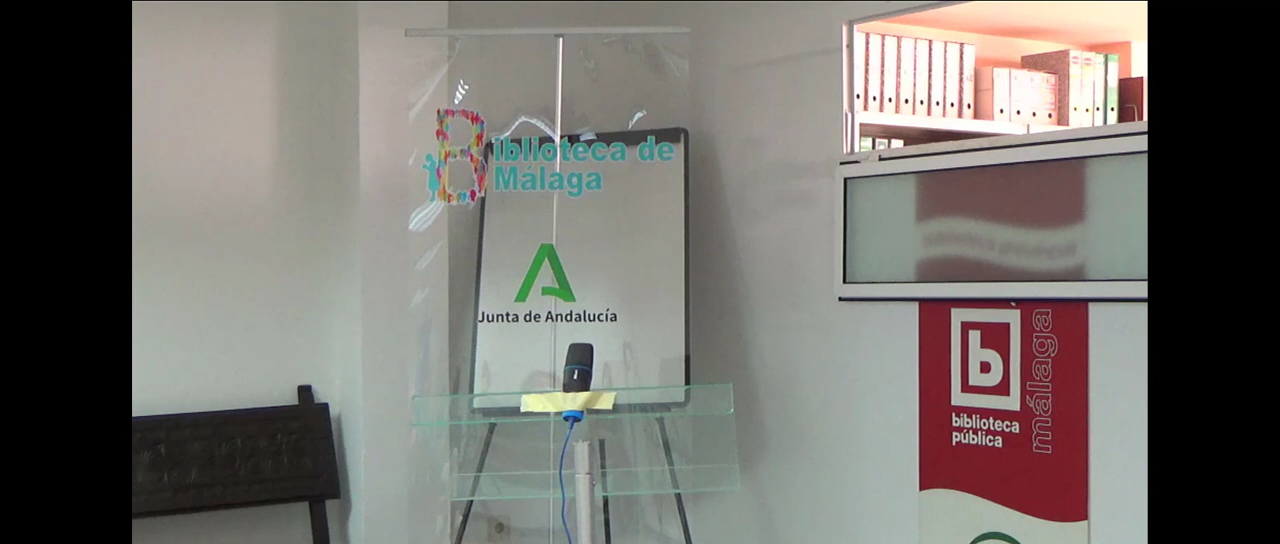 Biblioteca de
Málaga
Junta de Andalucía
b
málaga
biblioteca
pública